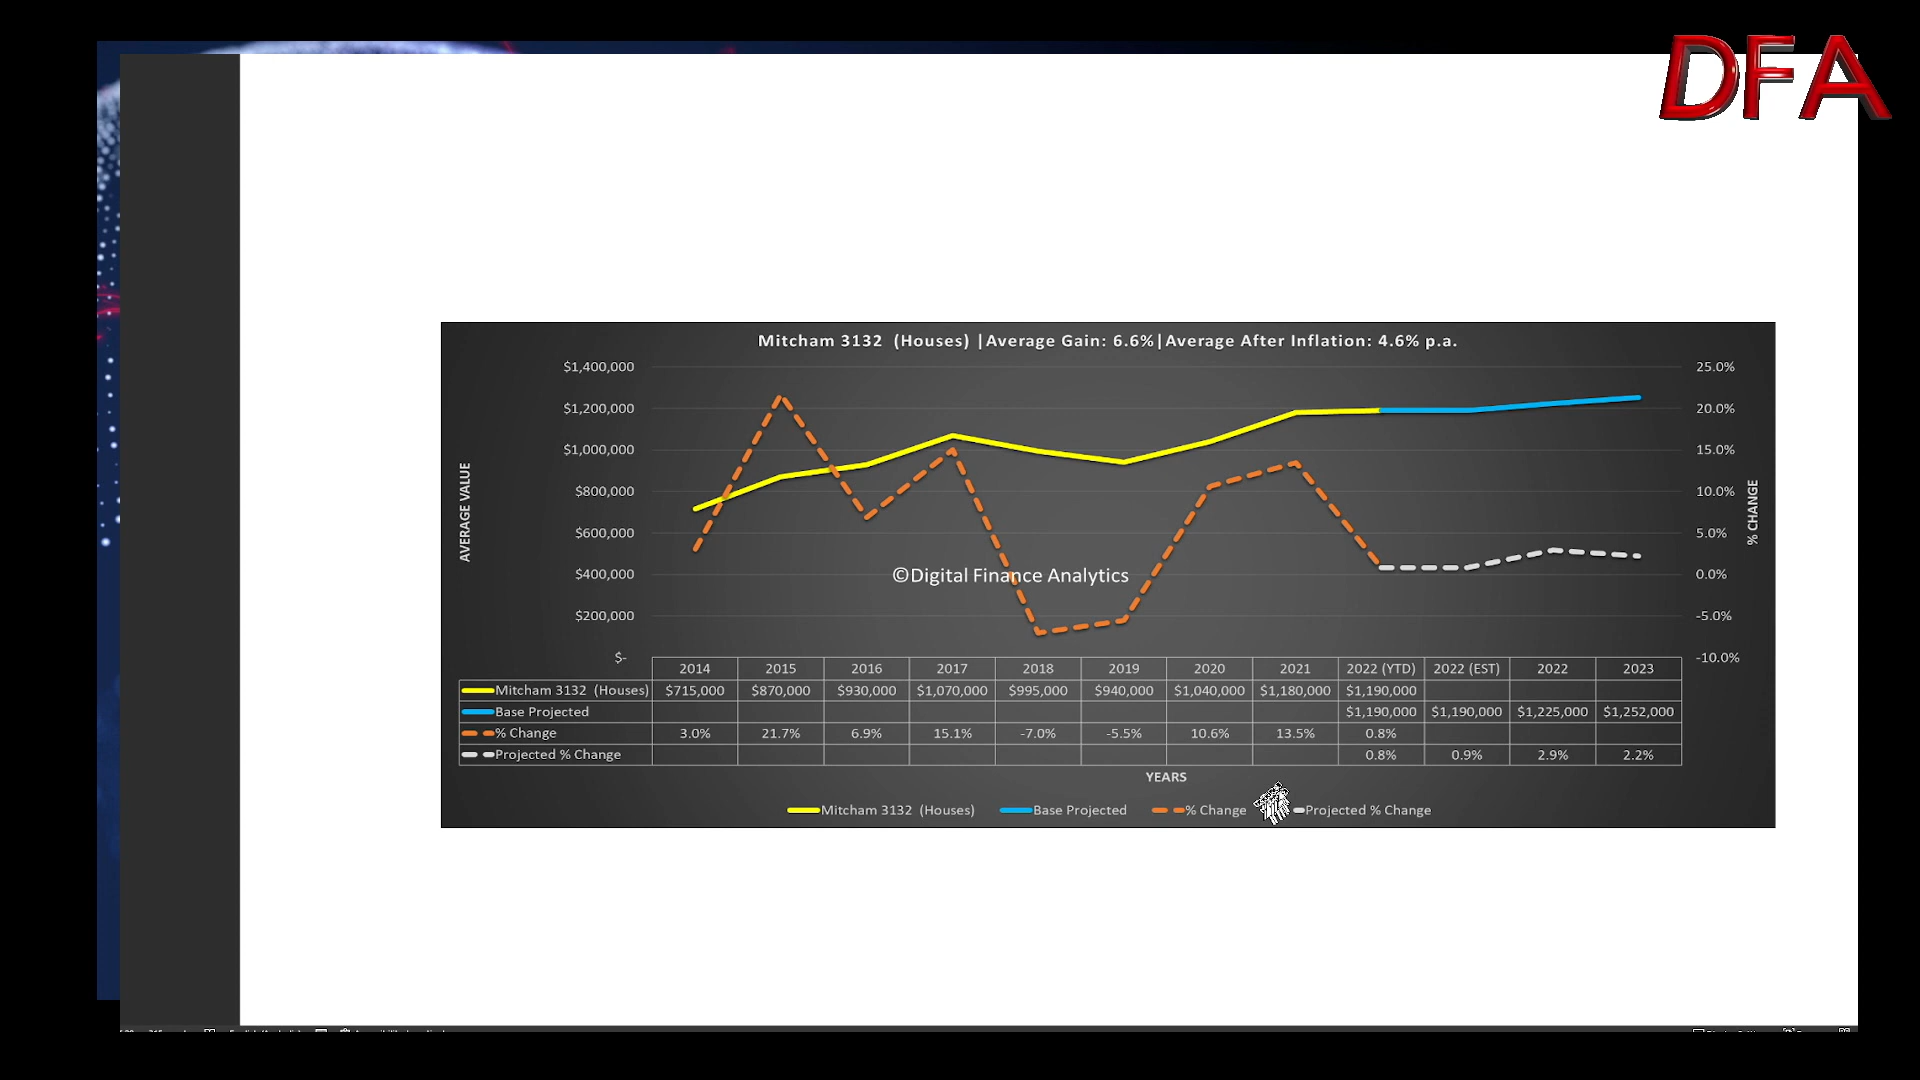 DFA
Mitcham 3132 (Houses) |Average Gain: 6.6%|Average After Inflation: 4.6% p.a.
$1,400,000 25.0%
$1,200,000 20.0%
$1,000,000 15.0%
$800,000 10.0%
$600,000 5.0%
$400,000 0.0%
$200,000 -5.0%
$- -10.0%
AVERAGE VALUE
% CHANGE
©Digital Finance Analytics
2014 2015 2016 2017 2018 2019 2020 2021 2022 (YTD) 2022 (EST) 2022 2023
Mitcham 3132 (Houses) $715,000 $870,000 $930,000 $1,070,000 $995,000 $940,000 $1,040,000 $1,180,000 $1,190,000
Base Projected $1,190,000 $1,190,000 $1,225,000 $1,252,000
% Change 3.0% 21.7% 6.9% 15.1% -7.0% -5.5% 10.6% 13.5% 0.8%
Projected % Change 0.8% 0.9% 2.9% 2.2%
YEARS
Mitcham 3132 (Houses) Base Projected % Change Projected % Change